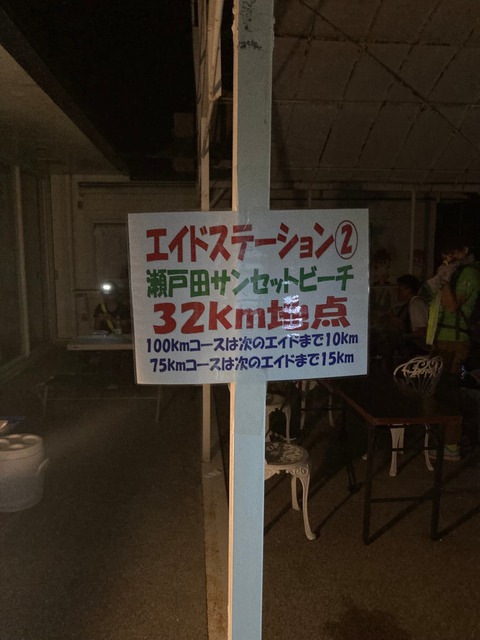 エイドステーション②
瀬戸田サンセットビーチ
32km地点
100kmコースは次のエイドまで10km
75kmコースは次のエイドまで15km